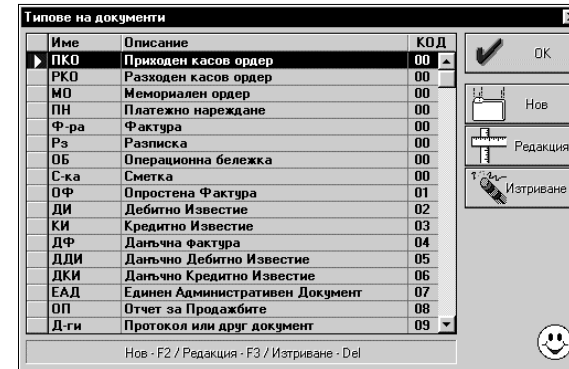 Типове на документи
Име Описание КОД
ПКО Приходен касов ордер 00
РКО Разходен касов ордер 00
МО Мемориален ордер 00
ПН Платежно нареждане 00
Ф-ра Фактура 00
Рз Разписка 00
ОБ Операционна бележка 00
С-ка Сметка 00
ОФ Опростена Фактура 01
ДИ Дебитно Известие 02
КИ Кредитно Известие 03
ДФ Данъчна фактура 04
ДДИ Данъчно Дебитно Известие 05
ДКИ Данъчно Кредитно Известие 06
ЕАД Единен Административен Документ 07
ОП Отчет за Продажбите 08
Д-ги Протокол или друг документ 09
OK
Нов
Редакция
Изтриване
Нов - F2 / Редакция - F3 / Изтриване - Del